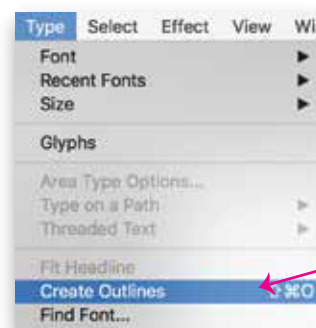 Type Select Effect View Wi
Font
Recent Fonts
Size
Glyphs
Area Type Options...
Type on a Path
Threaded Text
Fit Headline
Create Outlines ⇧⌘O
Find Font...